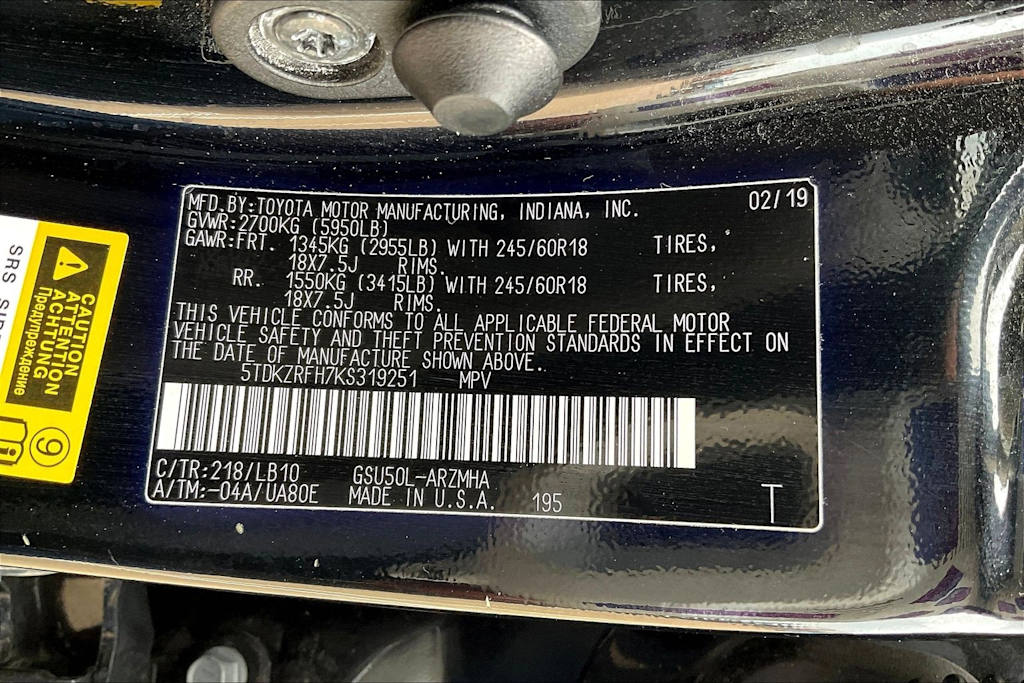 MFD.BY:TOYOTA MOTOR MANUFACTURING, INDIANA, INC. 02/19
GVWR:2700KG (5950LB)
GAWR:FRT. 1345KG (2955LB) WITH 245/60R18 TIRES,
18X7.5J RIMS.
RR. 1550KG (3415LB) WITH 245/60R18 TIRES,
18X7.5J RIMS.
THIS VEHICLE CONFORMS TO ALL APPLICABLE FEDERAL MOTOR
VEHICLE SAFETY AND THEFT PREVENTION STANDARDS IN EFFECT ON
THE DATE OF MANUFACTURE SHOWN ABOVE.
5TDKZRFH7KS319251 MPV
C/TR:218/LB10 GSU50L-ARZMHA
A/TM:-04A/UA80E MADE IN U.S.A. 195 T
CAUTION
ATTENTION
ACHTUNG
Предупреждение
9
SRS